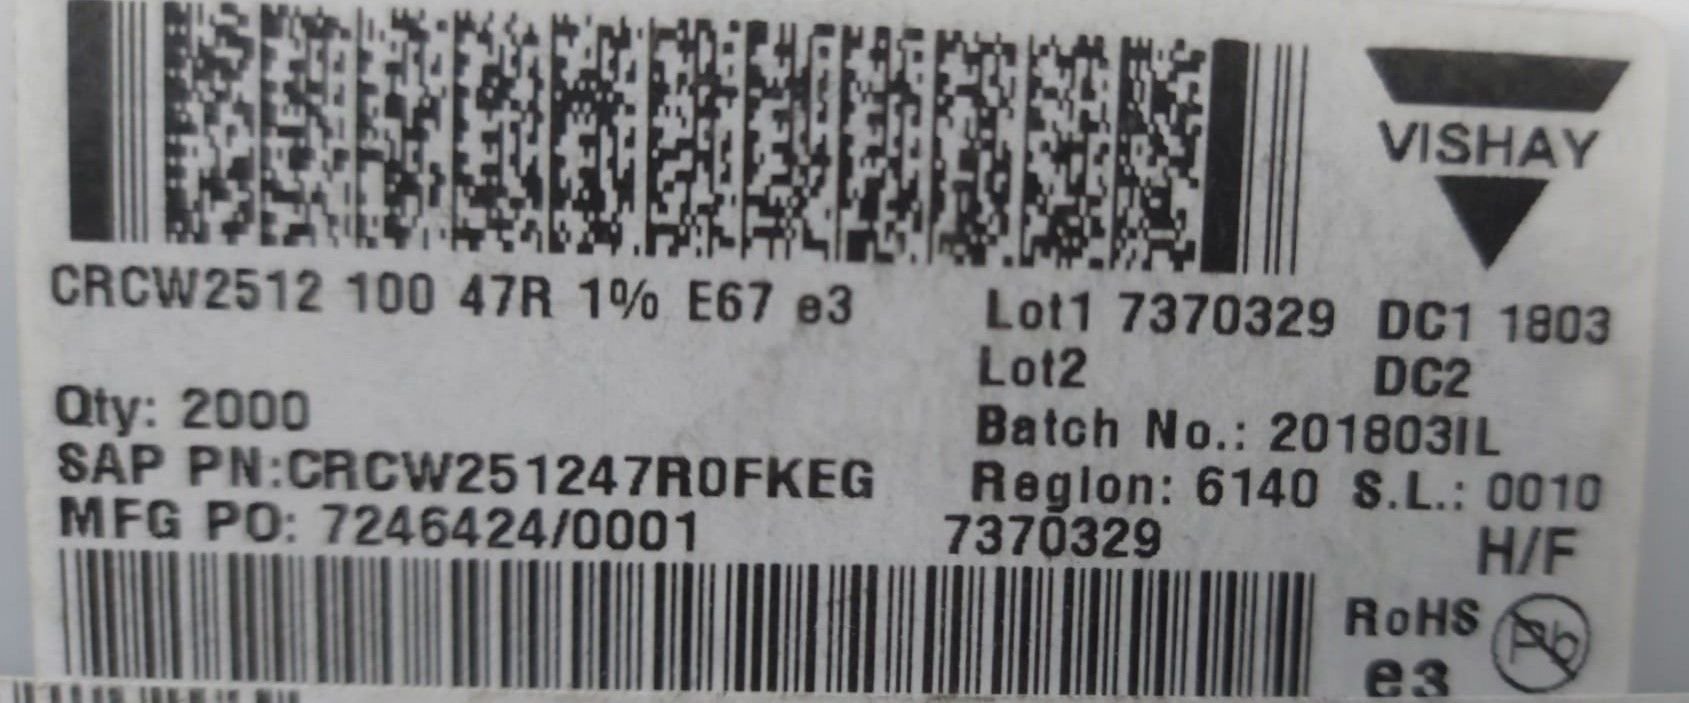 VISHAY
CRCW2512 100 47R 1% E67 e3
Lot1 7370329 DC1 1803
Lot2 DC2
Qty: 2000
Batch No.: 201803IL
SAP PN:CRCW251247R0FKEG
Region: 6140 S.L.: 0010
MFG PO: 7246424/0001
7370329
H/F
RoHS
Pb
e3